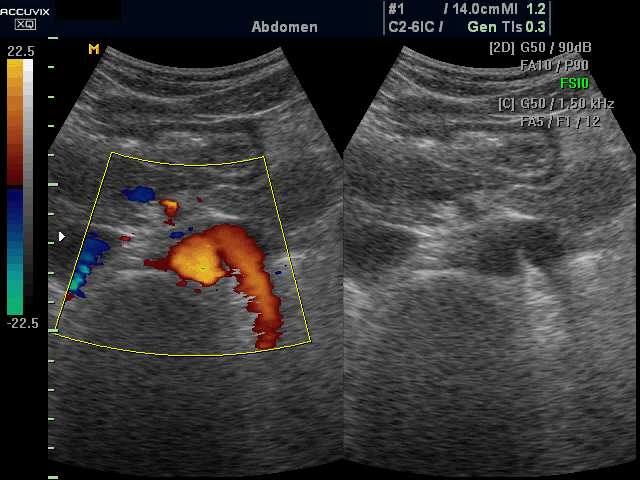 ACCUVIX
XQ
Abdomen
#1 / 14.0cm MI 1.2
C2-6IC / Gen TIs 0.3
M
[2D] G50 / 90dB
FA10 / P90
FSI0
[C] G50 / 1.50 kHz
FA5 / F1 / 12
22.5
-22.5